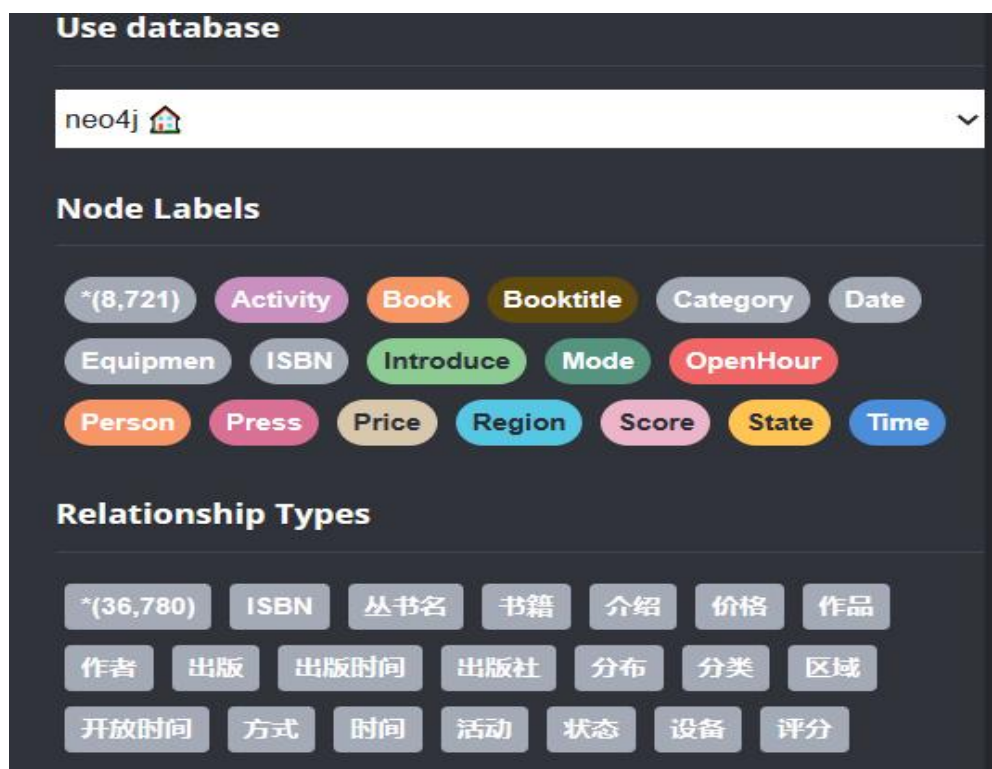 Use database
neo4j
Node Labels
*(8,721) Activity Book Booktitle Category Date
Equipmen ISBN Introduce Mode OpenHour
Person Press Price Region Score State Time
Relationship Types
*(36,780) ISBN 丛书名 书籍 介绍 价格 作品
作者 出版 出版时间 出版社 分布 分类 区域
开放时间 方式 时间 活动 状态 设备 评分